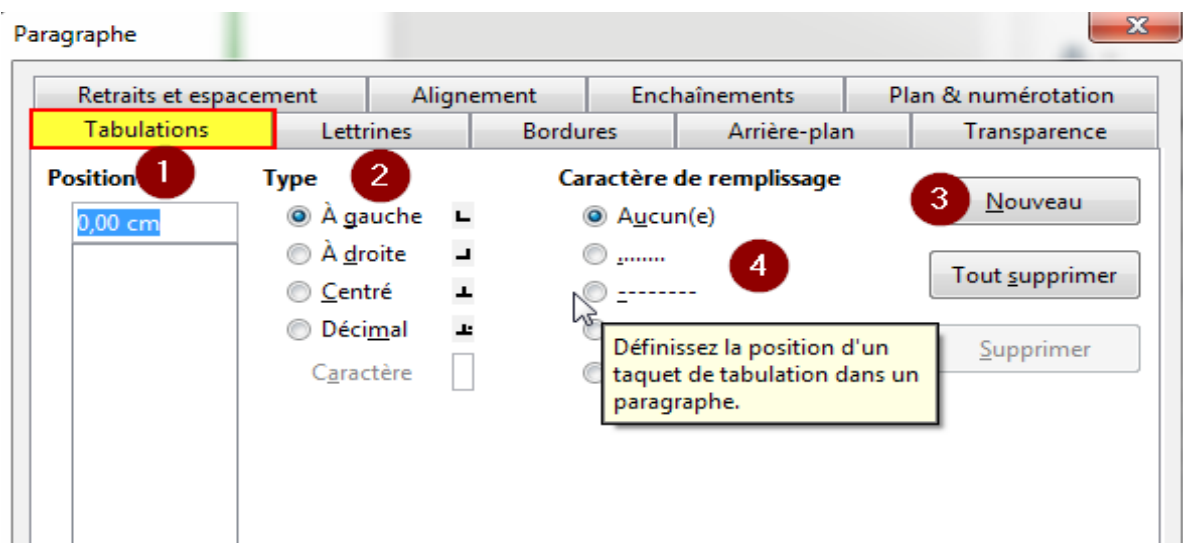 Paragraphe
x
Retraits et espacement Alignement Enchaînements Plan & numérotation
Tabulations Lettrines Bordures Arrière-plan Transparence
Position 1 Type 2 Caractère de remplissage
0,00 cm À gauche Aucun(e) 3 Nouveau
À droite ........ 4 Tout supprimer
Centré --------
Décimal
Caractère
Définissez la position d'un
taquet de tabulation dans un
paragraphe.
Supprimer